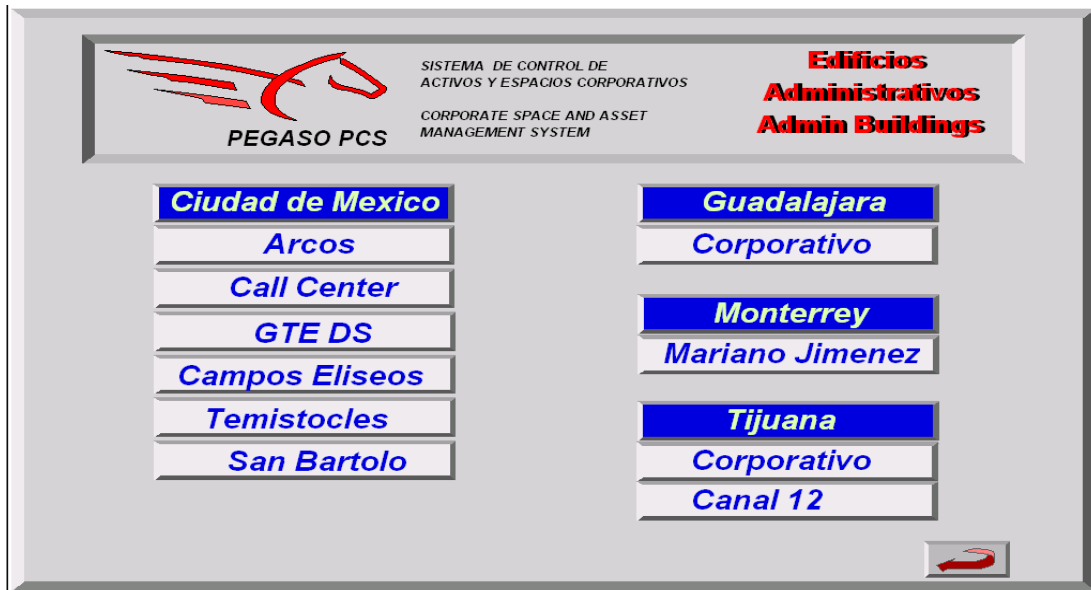 PEGASO PCS
SISTEMA DE CONTROL DE
ACTIVOS Y ESPACIOS CORPORATIVOS
CORPORATE SPACE AND ASSET
MANAGEMENT SYSTEM
Edificios
Administrativos
Admin Buildings
Ciudad de Mexico
Arcos
Call Center
GTE DS
Campos Eliseos
Temistocles
San Bartolo
Guadalajara
Corporativo
Monterrey
Mariano Jimenez
Tijuana
Corporativo
Canal 12